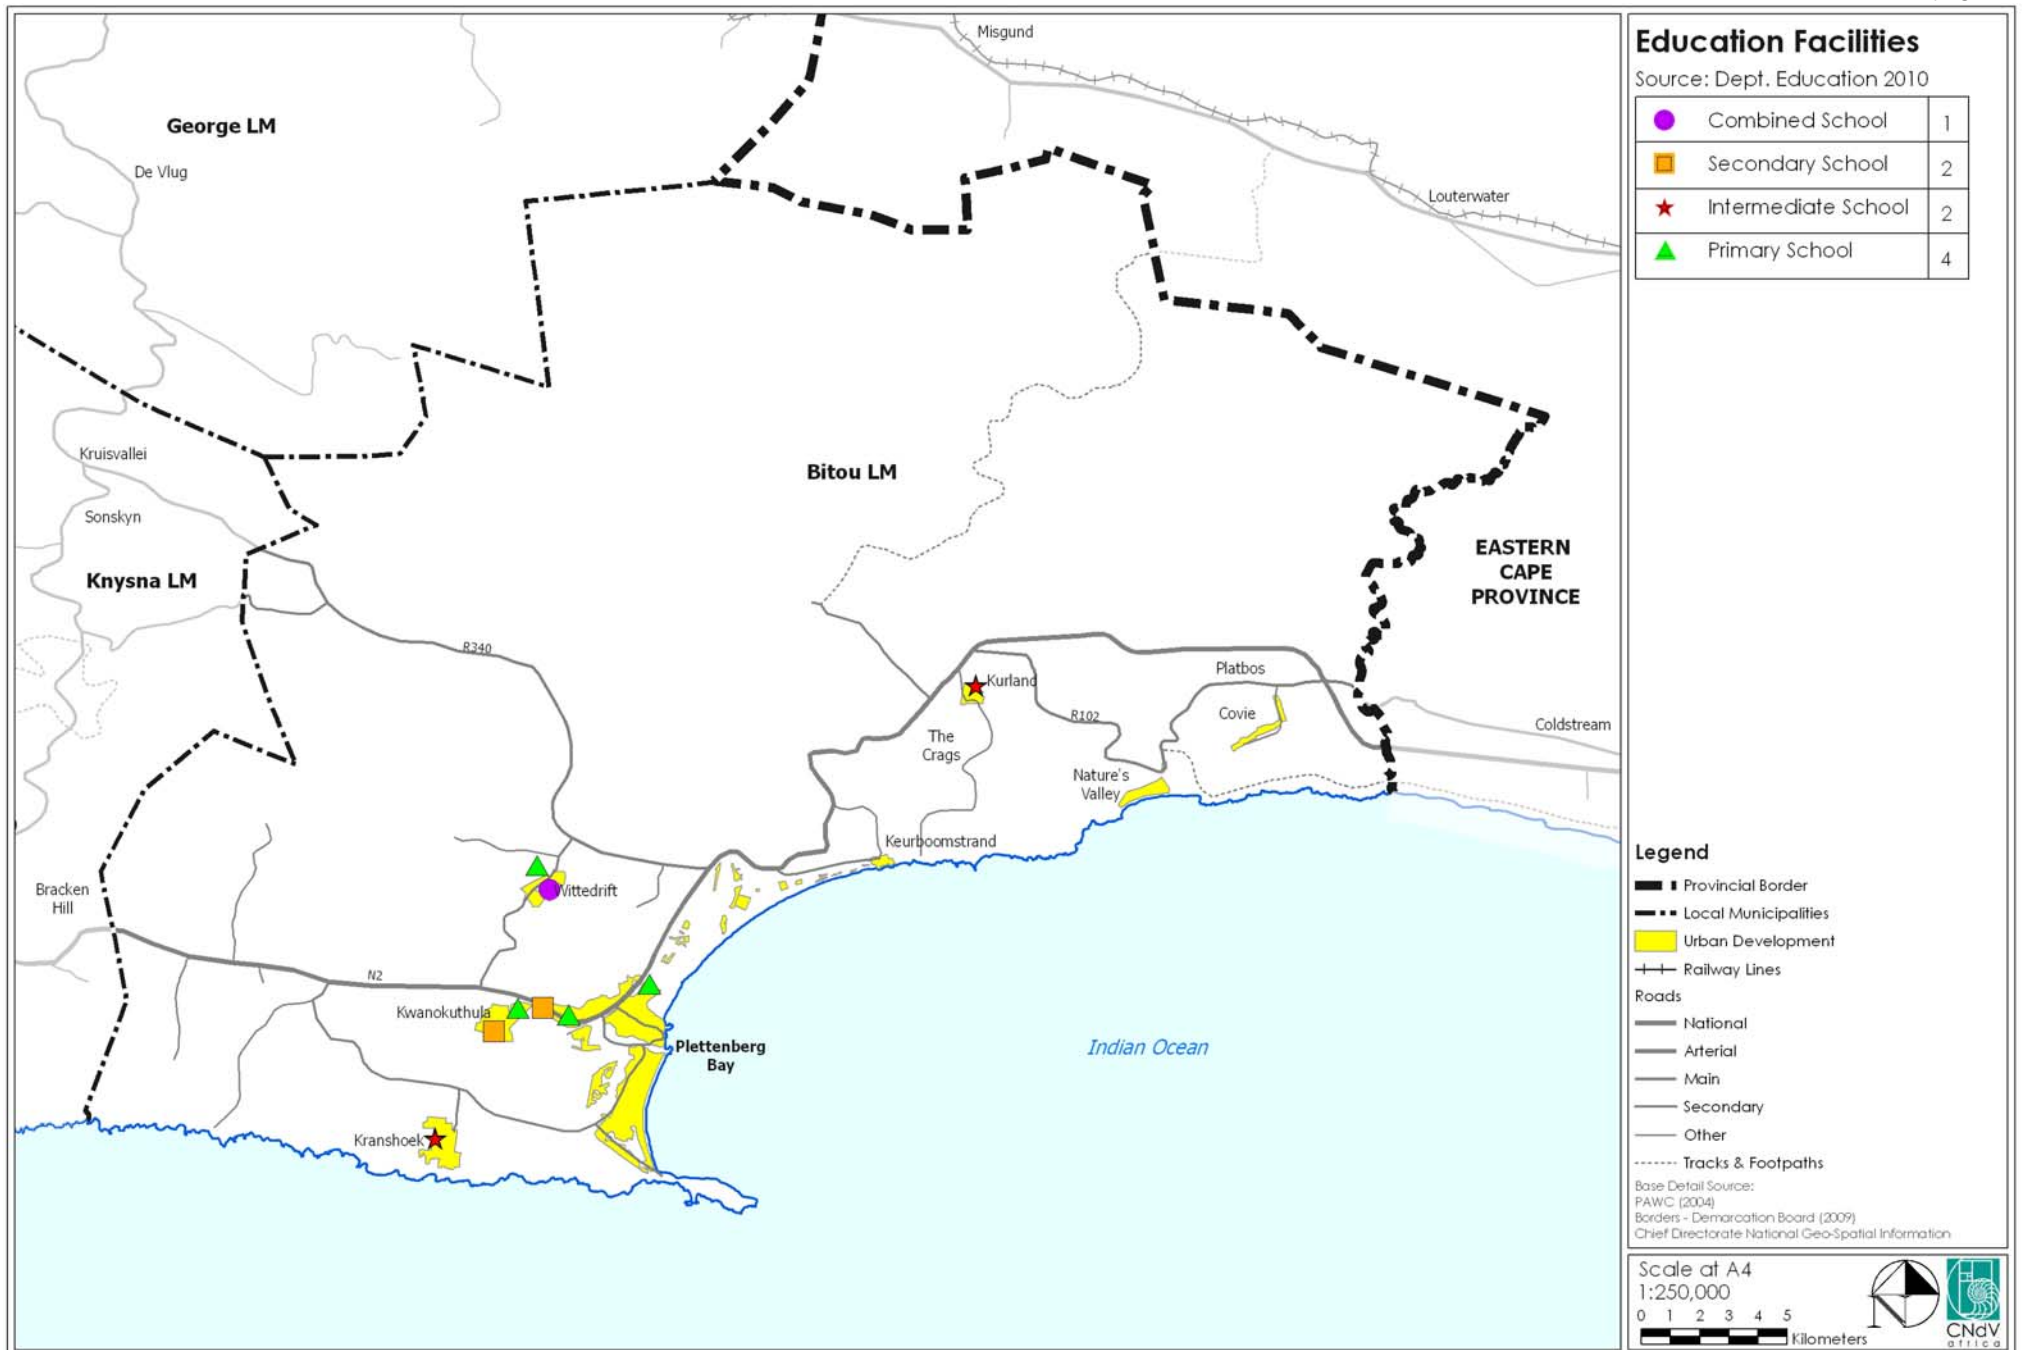 Misgund
George LM
De Vlug
Louterwater
Kruisvallei
Bitou LM
Sonskyn
EASTERN
CAPE
PROVINCE
Knysna LM
R340
Platbos
Kurland
Covie
R102
Coldstream
The
Crags
Nature's
Valley
Keurboomstrand
Bracken
Hill
Wittedrift
N2
Kwanokuthula
Plettenberg
Bay
Indian Ocean
Kranshoek
Education Facilities
Source: Dept. Education 2010
Combined School 1
Secondary School 2
Intermediate School 2
Primary School 4
Legend
Provincial Border
Local Municipalities
Urban Development
Railway Lines
Roads
National
Arterial
Main
Secondary
Other
Tracks & Footpaths
Base Detail Source:
PAWC (2004)
Borders - Demarcation Board (2009)
Chief Directorate National Geo-Spatial Information
Scale at A4
1:250,000
0 1 2 3 4 5
Kilometers
CNdV
africa